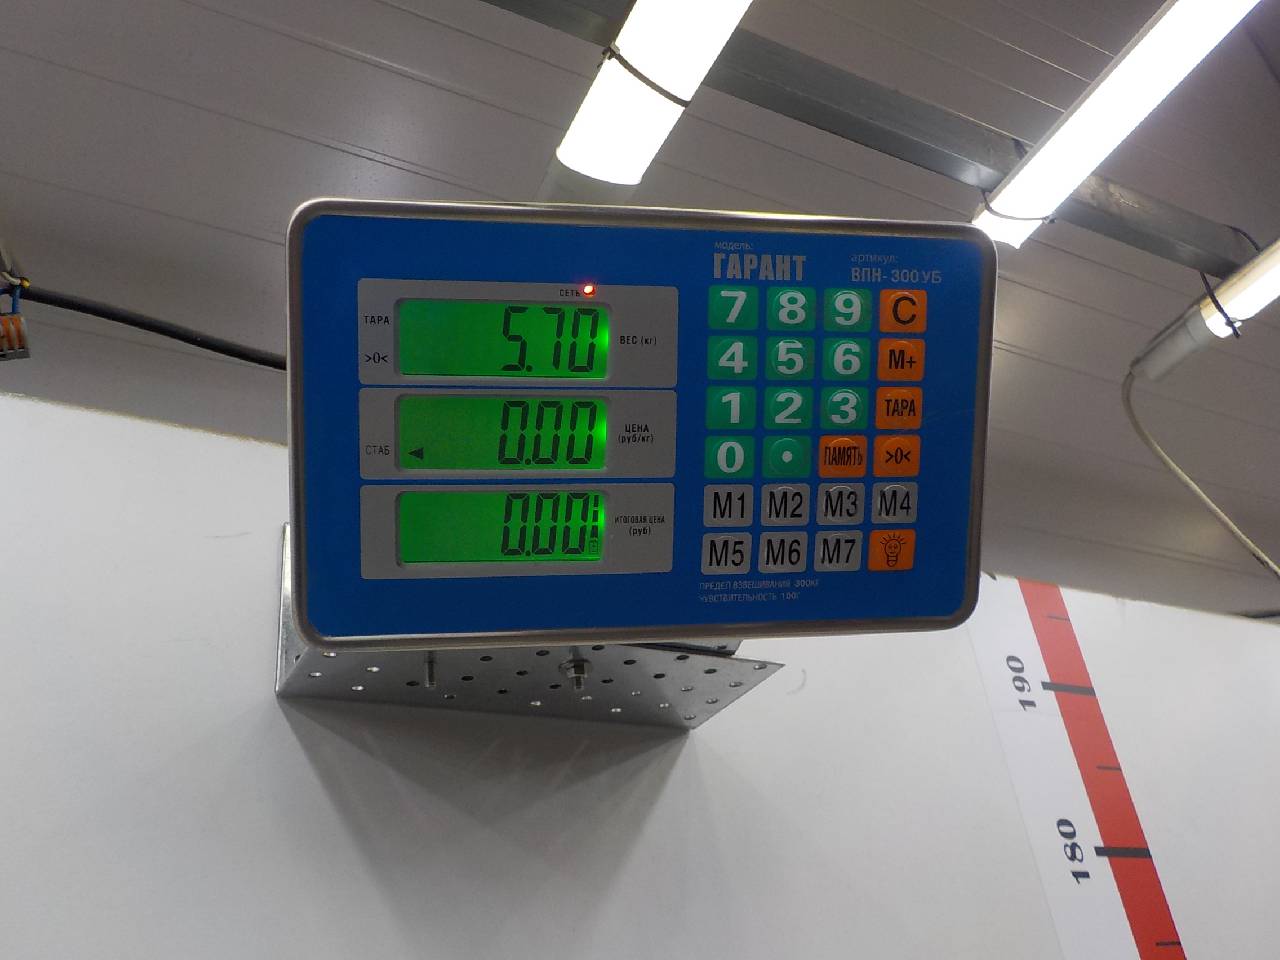 модель:
ГАРАНТ
артикул:
ВПН-300УБ
СЕТЬ
ТАРА
>0<
5.70
ВЕС (кг)
СТАБ
0.00
ЦЕНА
(руб/кг)
0.00
ИТОГОВАЯ ЦЕНА
(руб)
7 8 9 C
4 5 6 M+
1 2 3 ТАРА
0 . ПАМЯТЬ >0<
M1 M2 M3 M4
M5 M6 M7
ПРЕДЕЛ ВЗВЕШИВАНИЯ 300КГ
ЧУВСТВИТЕЛЬНОСТЬ 100Г
190
180